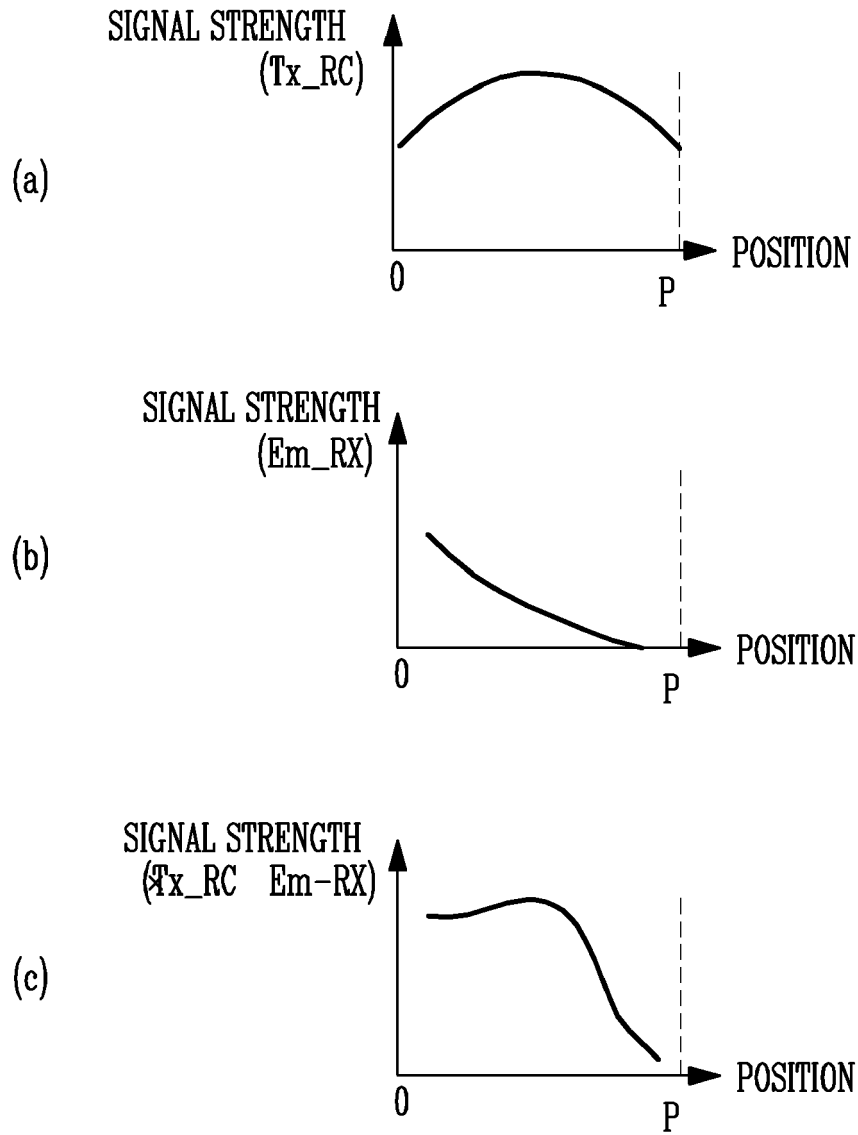 SIGNAL STRENGTH
(Tx_RC)
(a)
POSITION
0
P
SIGNAL STRENGTH
(Em_RX)
(b)
POSITION
0
P
SIGNAL STRENGTH
(×Tx_RC Em-RX)
(c)
POSITION
0
P